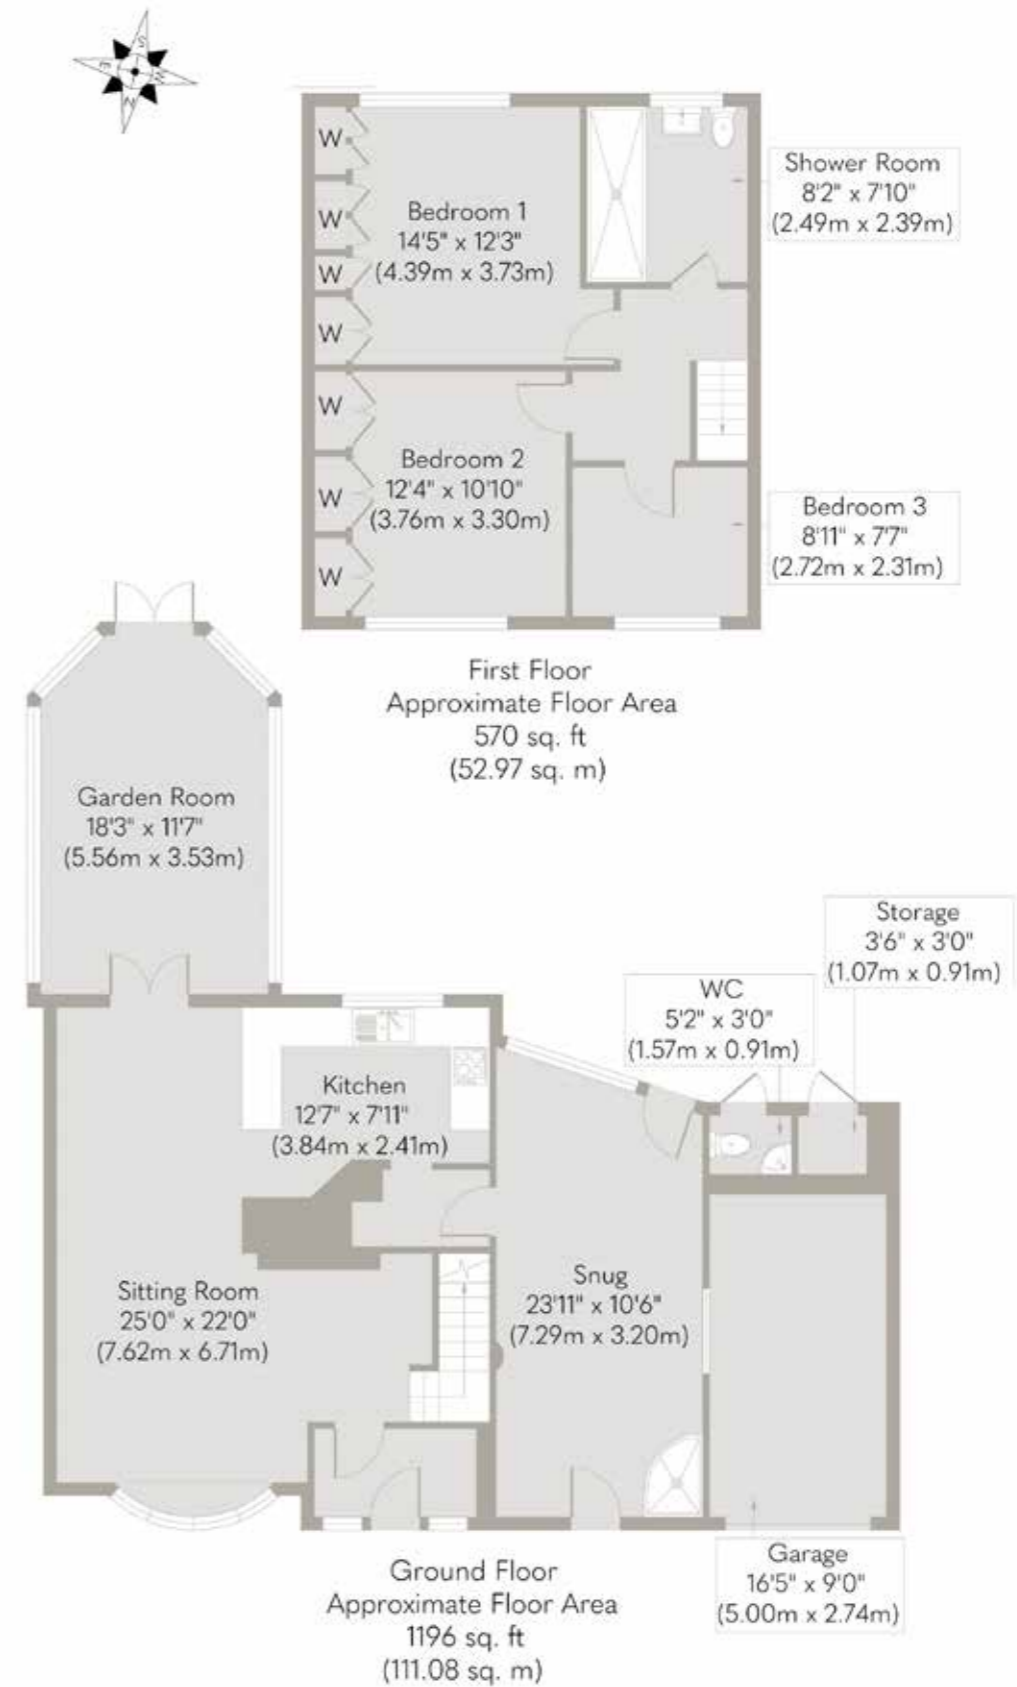 S
E
W
N
W
W
W
W
W
W
W
Bedroom 1
14'5" x 12'3"
(4.39m x 3.73m)
Shower Room
8'2" x 7'10"
(2.49m x 2.39m)
Bedroom 2
12'4" x 10'10"
(3.76m x 3.30m)
Bedroom 3
8'11" x 7'7"
(2.72m x 2.31m)
First Floor
Approximate Floor Area
570 sq. ft
(52.97 sq. m)
Garden Room
18'3" x 11'7"
(5.56m x 3.53m)
Storage
3'6" x 3'0"
(1.07m x 0.91m)
WC
5'2" x 3'0"
(1.57m x 0.91m)
Kitchen
12'7" x 7'11"
(3.84m x 2.41m)
Sitting Room
25'0" x 22'0"
(7.62m x 6.71m)
Snug
23'11" x 10'6"
(7.29m x 3.20m)
Garage
16'5" x 9'0"
(5.00m x 2.74m)
Ground Floor
Approximate Floor Area
1196 sq. ft
(111.08 sq. m)